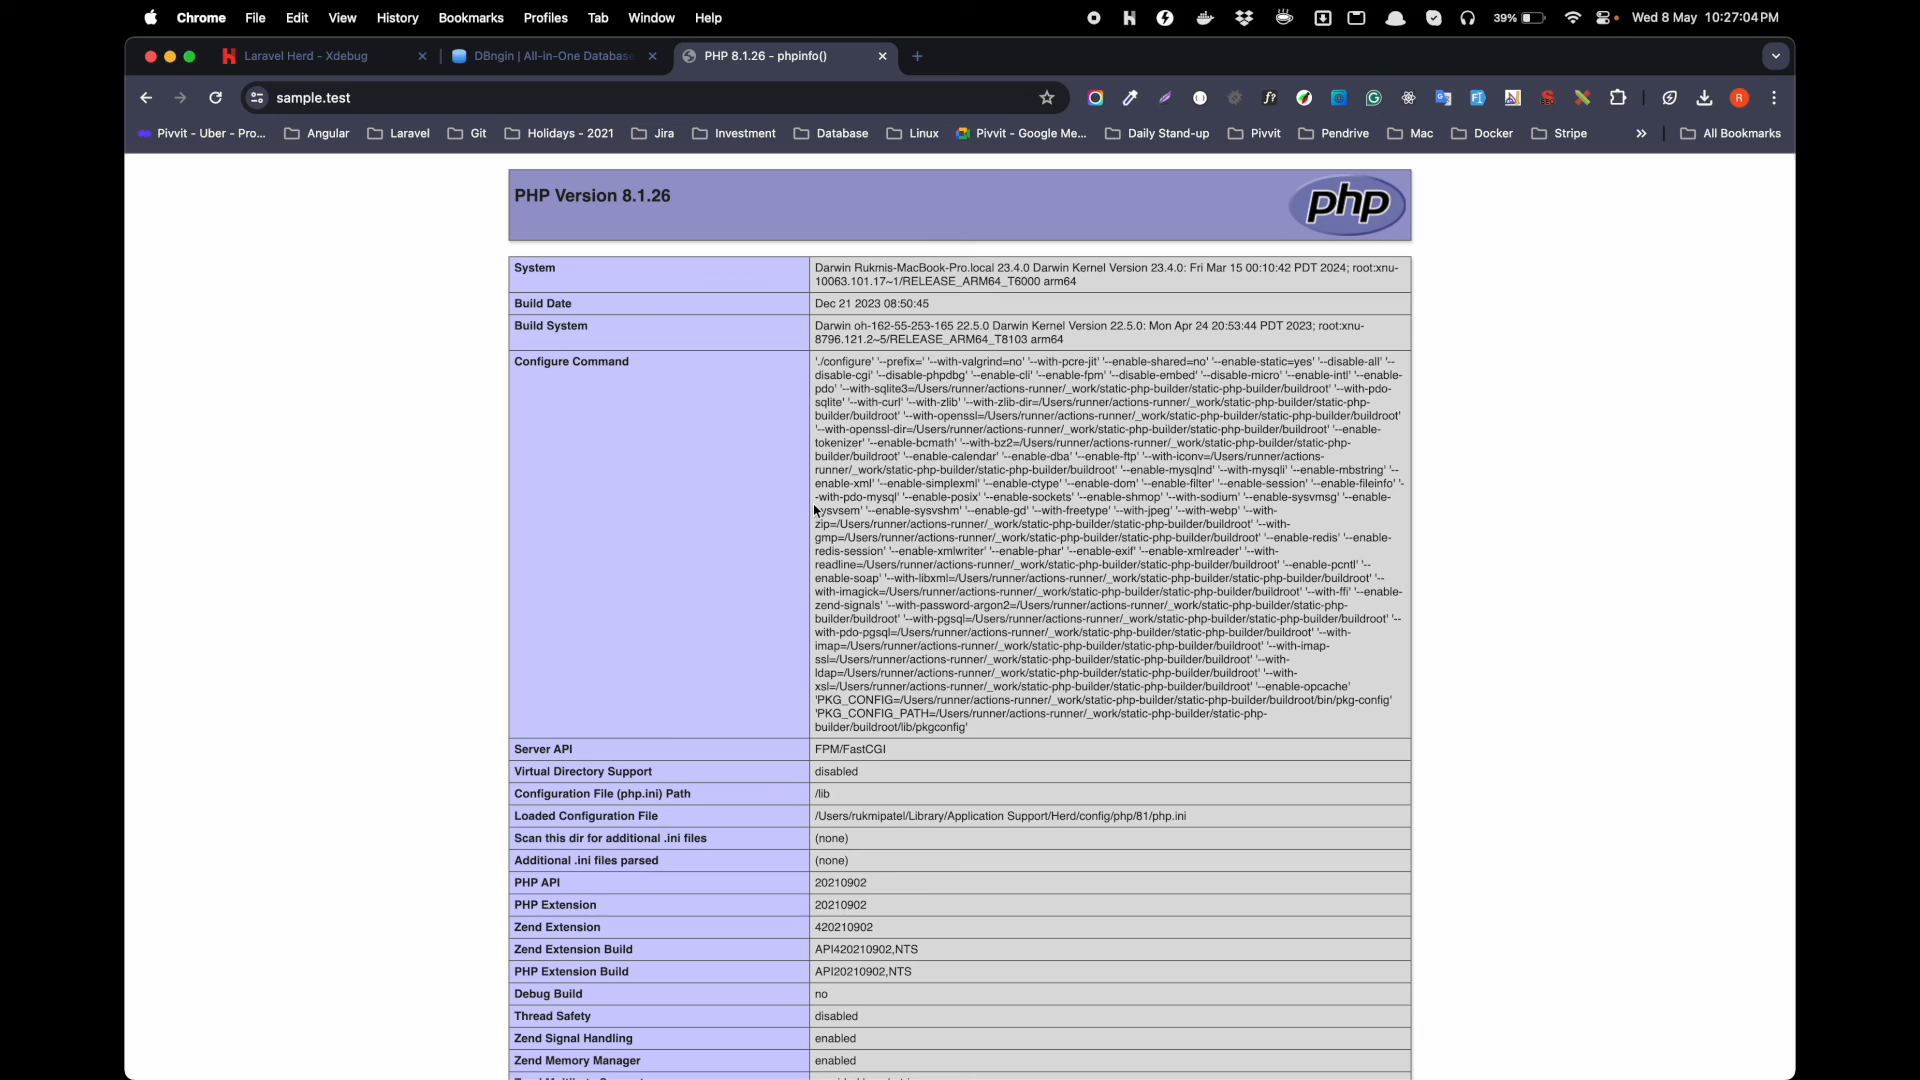 Chrome File Edit View History Bookmarks Profiles Tab Window Help 39% Wed 8 May 10:27:04 PM
Laravel Herd - Xdebug DBngin | All-in-One Database PHP 8.1.26 - phpinfo()
sample.test
Pivvit - Uber - Pro... Angular Laravel Git Holidays - 2021 Jira Investment Database Linux Pivvit - Google Me... Daily Stand-up Pivvit Pendrive Mac Docker Stripe » All Bookmarks
PHP Version 8.1.26 php
System Darwin Rukmis-MacBook-Pro.local 23.4.0 Darwin Kernel Version 23.4.0: Fri Mar 15 00:10:42 PDT 2024; root:xnu-
10063.101.17~1/RELEASE_ARM64_T6000 arm64
Build Date Dec 21 2023 08:50:45
Build System Darwin oh-162-55-253-165 22.5.0 Darwin Kernel Version 22.5.0: Mon Apr 24 20:53:44 PDT 2023; root:xnu-
8796.121.2~5/RELEASE_ARM64_T8103 arm64
Configure Command './configure' '--prefix=' '--with-valgrind=no' '--with-pcre-jit' '--enable-shared=no' '--enable-static=yes' '--disable-all' '--
disable-cgi' '--disable-phpdbg' '--enable-cli' '--enable-fpm' '--disable-embed' '--disable-micro' '--enable-intl' '--enable-
pdo' '--with-sqlite3=/Users/runner/actions-runner/_work/static-php-builder/static-php-builder/buildroot' '--with-pdo-
sqlite' '--with-curl' '--with-zlib' '--with-zlib-dir=/Users/runner/actions-runner/_work/static-php-builder/static-php-
builder/buildroot' '--with-openssl=/Users/runner/actions-runner/_work/static-php-builder/static-php-builder/buildroot'
'--with-openssl-dir=/Users/runner/actions-runner/_work/static-php-builder/static-php-builder/buildroot' '--enable-
tokenizer' '--enable-bcmath' '--with-bz2=/Users/runner/actions-runner/_work/static-php-builder/static-php-
builder/buildroot' '--enable-calendar' '--enable-dba' '--enable-ftp' '--with-iconv=/Users/runner/actions-
runner/_work/static-php-builder/static-php-builder/buildroot' '--enable-mysqlnd' '--with-mysqli' '--enable-mbstring' '--
enable-xml' '--enable-simplexml' '--enable-ctype' '--enable-dom' '--enable-filter' '--enable-session' '--enable-fileinfo' '-
-with-pdo-mysql' '--enable-posix' '--enable-sockets' '--enable-shmop' '--with-sodium' '--enable-sysvmsg' '--enable-
sysvsem' '--enable-sysvshm' '--enable-gd' '--with-freetype' '--with-jpeg' '--with-webp' '--with-
zip=/Users/runner/actions-runner/_work/static-php-builder/static-php-builder/buildroot' '--with-
gmp=/Users/runner/actions-runner/_work/static-php-builder/static-php-builder/buildroot' '--enable-redis' '--enable-
redis-session' '--enable-xmlwriter' '--enable-phar' '--enable-exif' '--enable-xmlreader' '--with-
readline=/Users/runner/actions-runner/_work/static-php-builder/static-php-builder/buildroot' '--enable-pcntl' '--
enable-soap' '--with-libxml=/Users/runner/actions-runner/_work/static-php-builder/static-php-builder/buildroot' '--
with-imagick=/Users/runner/actions-runner/_work/static-php-builder/static-php-builder/buildroot' '--with-ffi' '--enable-
zend-signals' '--with-password-argon2=/Users/runner/actions-runner/_work/static-php-builder/static-php-
builder/buildroot' '--with-pgsql=/Users/runner/actions-runner/_work/static-php-builder/static-php-builder/buildroot' '--
with-pdo-pgsql=/Users/runner/actions-runner/_work/static-php-builder/static-php-builder/buildroot' '--with-
imap=/Users/runner/actions-runner/_work/static-php-builder/static-php-builder/buildroot' '--with-imap-
ssl=/Users/runner/actions-runner/_work/static-php-builder/static-php-builder/buildroot' '--with-
ldap=/Users/runner/actions-runner/_work/static-php-builder/static-php-builder/buildroot' '--with-
xsl=/Users/runner/actions-runner/_work/static-php-builder/static-php-builder/buildroot' '--enable-opcache'
'PKG_CONFIG=/Users/runner/actions-runner/_work/static-php-builder/static-php-builder/buildroot/bin/pkg-config'
'PKG_CONFIG_PATH=/Users/runner/actions-runner/_work/static-php-builder/static-php-
builder/buildroot/lib/pkgconfig'
Server API FPM/FastCGI
Virtual Directory Support disabled
Configuration File (php.ini) Path /lib
Loaded Configuration File /Users/rukmipatel/Library/Application Support/Herd/config/php/81/php.ini
Scan this dir for additional .ini files (none)
Additional .ini files parsed (none)
PHP API 20210902
PHP Extension 20210902
Zend Extension 420210902
Zend Extension Build API420210902,NTS
PHP Extension Build API20210902,NTS
Debug Build no
Thread Safety disabled
Zend Signal Handling enabled
Zend Memory Manager enabled